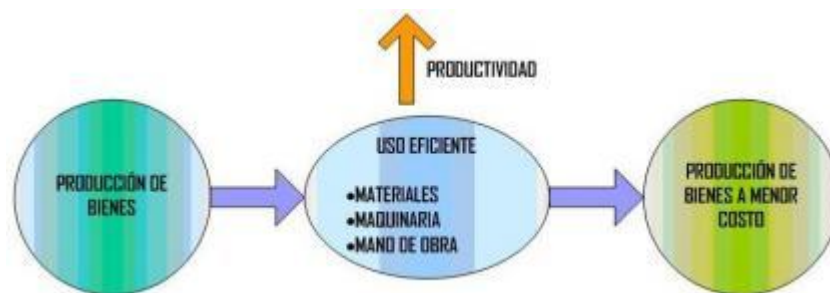 PRODUCTIVIDAD
PRODUCCIÓN DE
BIENES
USO EFICIENTE
•MATERIALES
•MAQUINARIA
•MANO DE OBRA
PRODUCCIÓN DE
BIENES A MENOR
COSTO